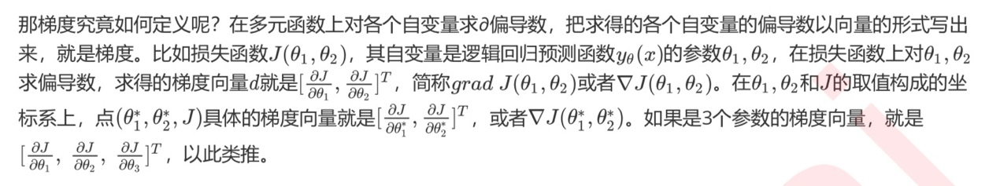 那梯度究竟如何定义呢？在多元函数上对各个自变量求∂偏导数，把求得的各个自变量的偏导数以向量的形式写出
来，就是梯度。比如损失函数$J(\theta_1,\theta_2)$，其自变量是逻辑回归预测函数$y_\theta(x)$的参数$\theta_1,\theta_2$，在损失函数上对$\theta_1,\theta_2$
求偏导数，求得的梯度向量$d$就是$[\frac{\partial J}{\partial \theta_1},\frac{\partial J}{\partial \theta_2}]^T$，简称$grad\ J(\theta_1,\theta_2)$或者$\nabla J(\theta_1,\theta_2)$。在$\theta_1,\theta_2$和$J$的取值构成的坐
标系上，点$(\theta_1^*,\theta_2^*,J)$具体的梯度向量就是$[\frac{\partial J}{\partial \theta_1^*},\frac{\partial J}{\partial \theta_2^*}]^T$，或者$\nabla J(\theta_1^*,\theta_2^*)$。如果是3个参数的梯度向量，就是
$[\frac{\partial J}{\partial \theta_1},\frac{\partial J}{\partial \theta_2},\frac{\partial J}{\partial \theta_3}]^T$，以此类推。